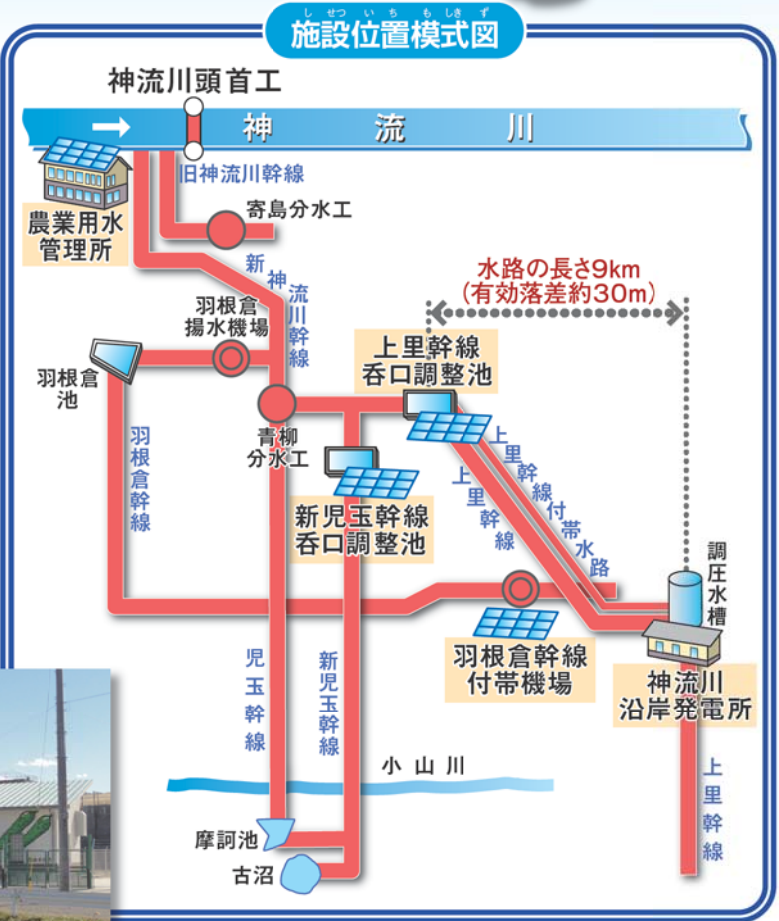 しせついちもしきず
施設位置模式図
神流川頭首工
神流川
旧神流川幹線
農業用水
管理所
寄島分水工
新神流川幹線
水路の長さ9km
(有効落差約30m)
羽根倉
揚水機場
上里幹線
呑口調整池
羽根倉
池
青柳
分水工
羽根倉幹線
上里幹線付帯水路
上里幹線
新児玉幹線
呑口調整池
調圧水槽
羽根倉幹線
付帯機場
神流川
沿岸発電所
児玉幹線
新児玉幹線
小山川
上里幹線
摩訶池
古沼